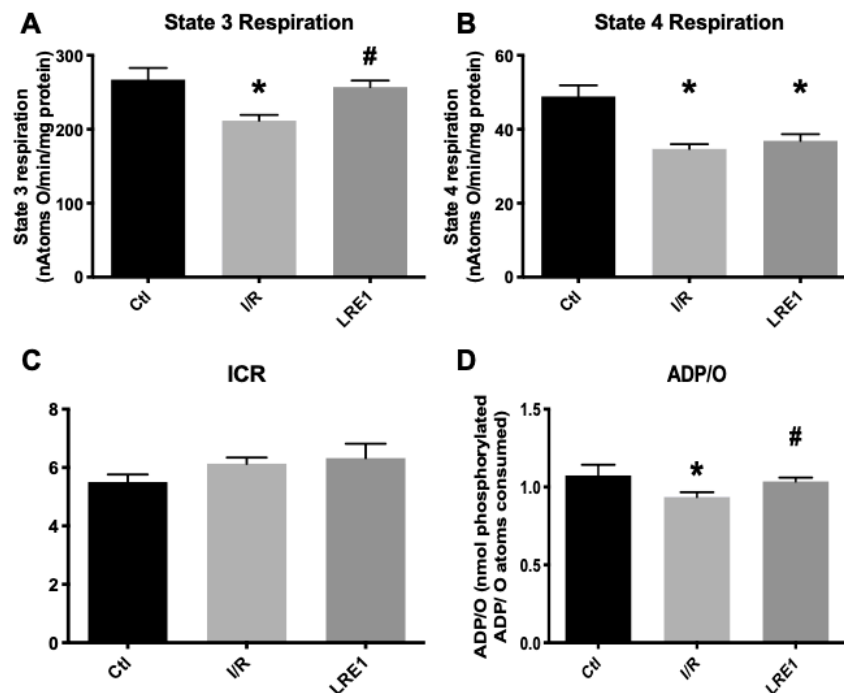 A
State 3 Respiration
State 3 respiration
(nAtoms O/min/mg protein)
300
200
100
0
*
#
Ctl
I/R
LRE1
B
State 4 Respiration
State 4 respiration
(nAtoms O/min/mg protein)
60
40
20
0
*
*
Ctl
I/R
LRE1
C
ICR
8
6
4
2
0
Ctl
I/R
LRE1
D
ADP/O
ADP/O (nmol phosphorylated
ADP/ O atoms consumed)
1.5
1.0
0.5
0.0
*
#
Ctl
I/R
LRE1